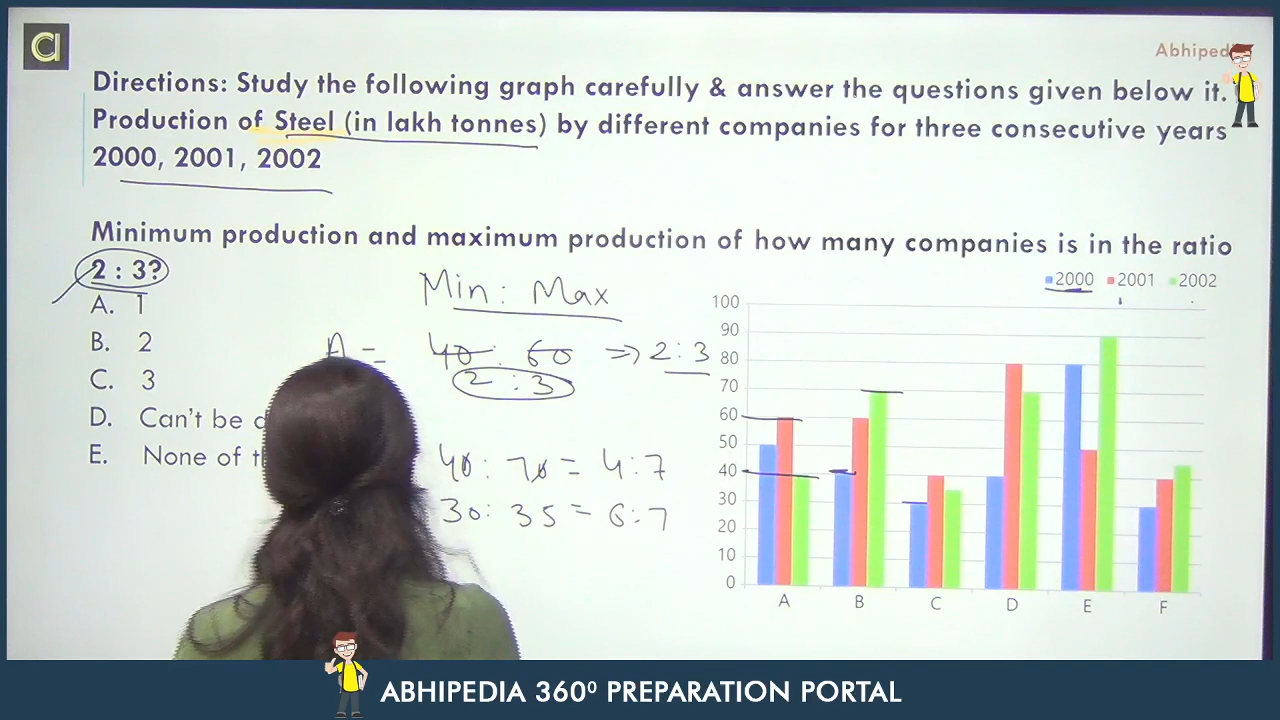 a
Abhiped
Directions: Study the following graph carefully & answer the questions given below it.
Production of Steel (in lakh tonnes) by different companies for three consecutive years
2000, 2001, 2002
Minimum production and maximum production of how many companies is in the ratio
2 : 3?
A. 1
B. 2
C. 3
D. Can't be d
E. None of t
Min : Max
A = 40 : 60 => 2 : 3
2 : 3
40 : 70 = 4 : 7
30 : 35 = 6 : 7
2000 2001 2002
100
90
80
70
60
50
40
30
20
10
0
A B C D E F
ABHIPEDIA 360⁰ PREPARATION PORTAL